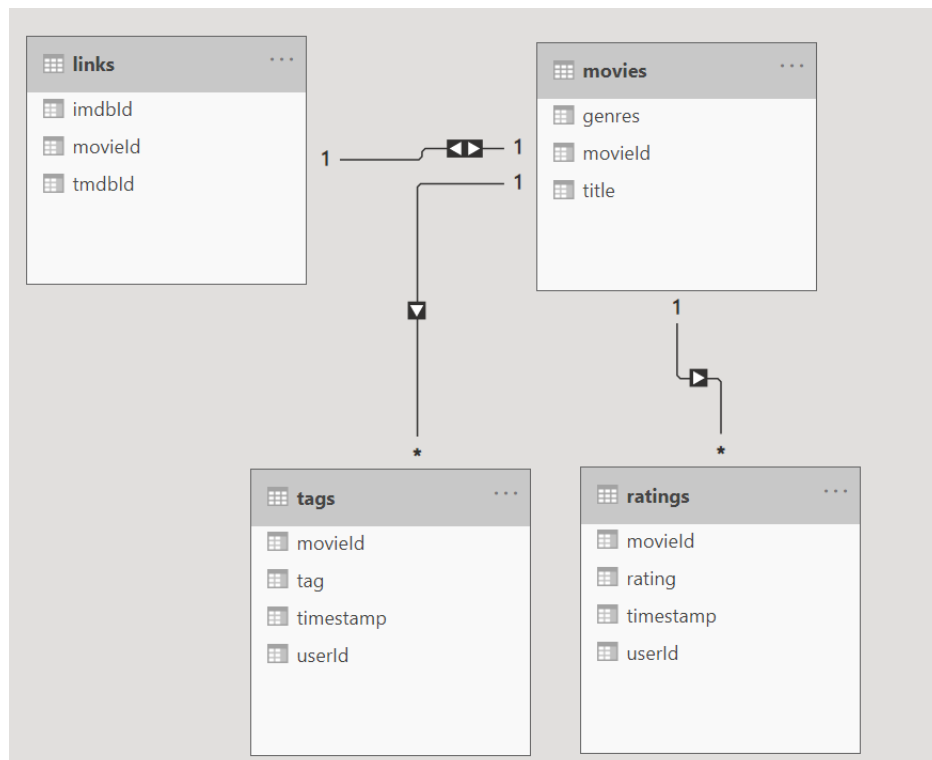 links
...
imdbId
movieId
tmdbId
1
1
1
movies
...
genres
movieId
title
1
*
*
tags
...
movieId
tag
timestamp
userId
ratings
...
movieId
rating
timestamp
userId